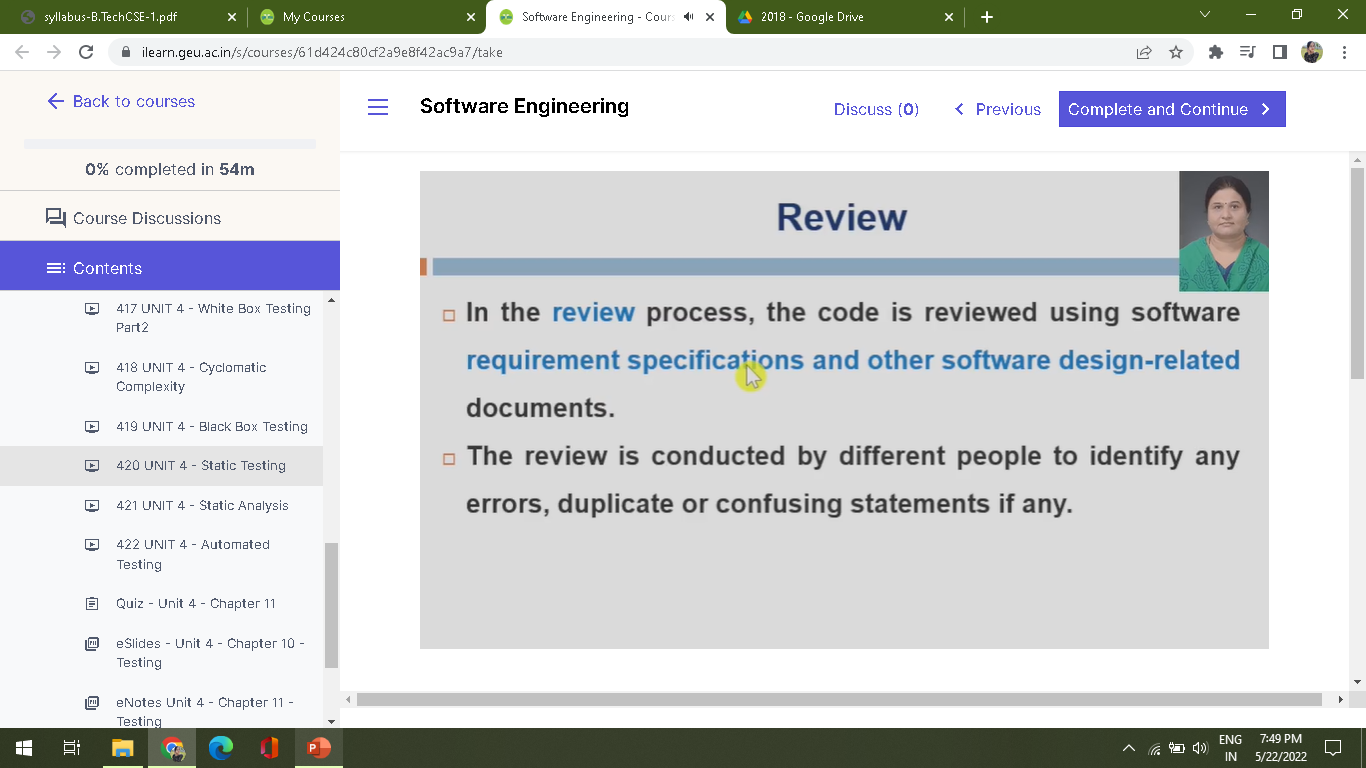 syllabus-B.TechCSE-1.pdf
My Courses
Software Engineering - Cours
2018 - Google Drive
ilearn.geu.ac.in/s/courses/61d424c80cf2a9e8f42ac9a7/take
Back to courses
0% completed in 54m
Course Discussions
Contents
417 UNIT 4 - White Box Testing
Part2
418 UNIT 4 - Cyclomatic
Complexity
419 UNIT 4 - Black Box Testing
420 UNIT 4 - Static Testing
421 UNIT 4 - Static Analysis
422 UNIT 4 - Automated
Testing
Quiz - Unit 4 - Chapter 11
eSlides - Unit 4 - Chapter 10 -
Testing
eNotes Unit 4 - Chapter 11 -
Testing
Software Engineering
Discuss (0)
Previous
Complete and Continue
Review
In the review process, the code is reviewed using software
requirement specifications and other software design-related
documents.
The review is conducted by different people to identify any
errors, duplicate or confusing statements if any.
ENG
IN
7:49 PM
5/22/2022